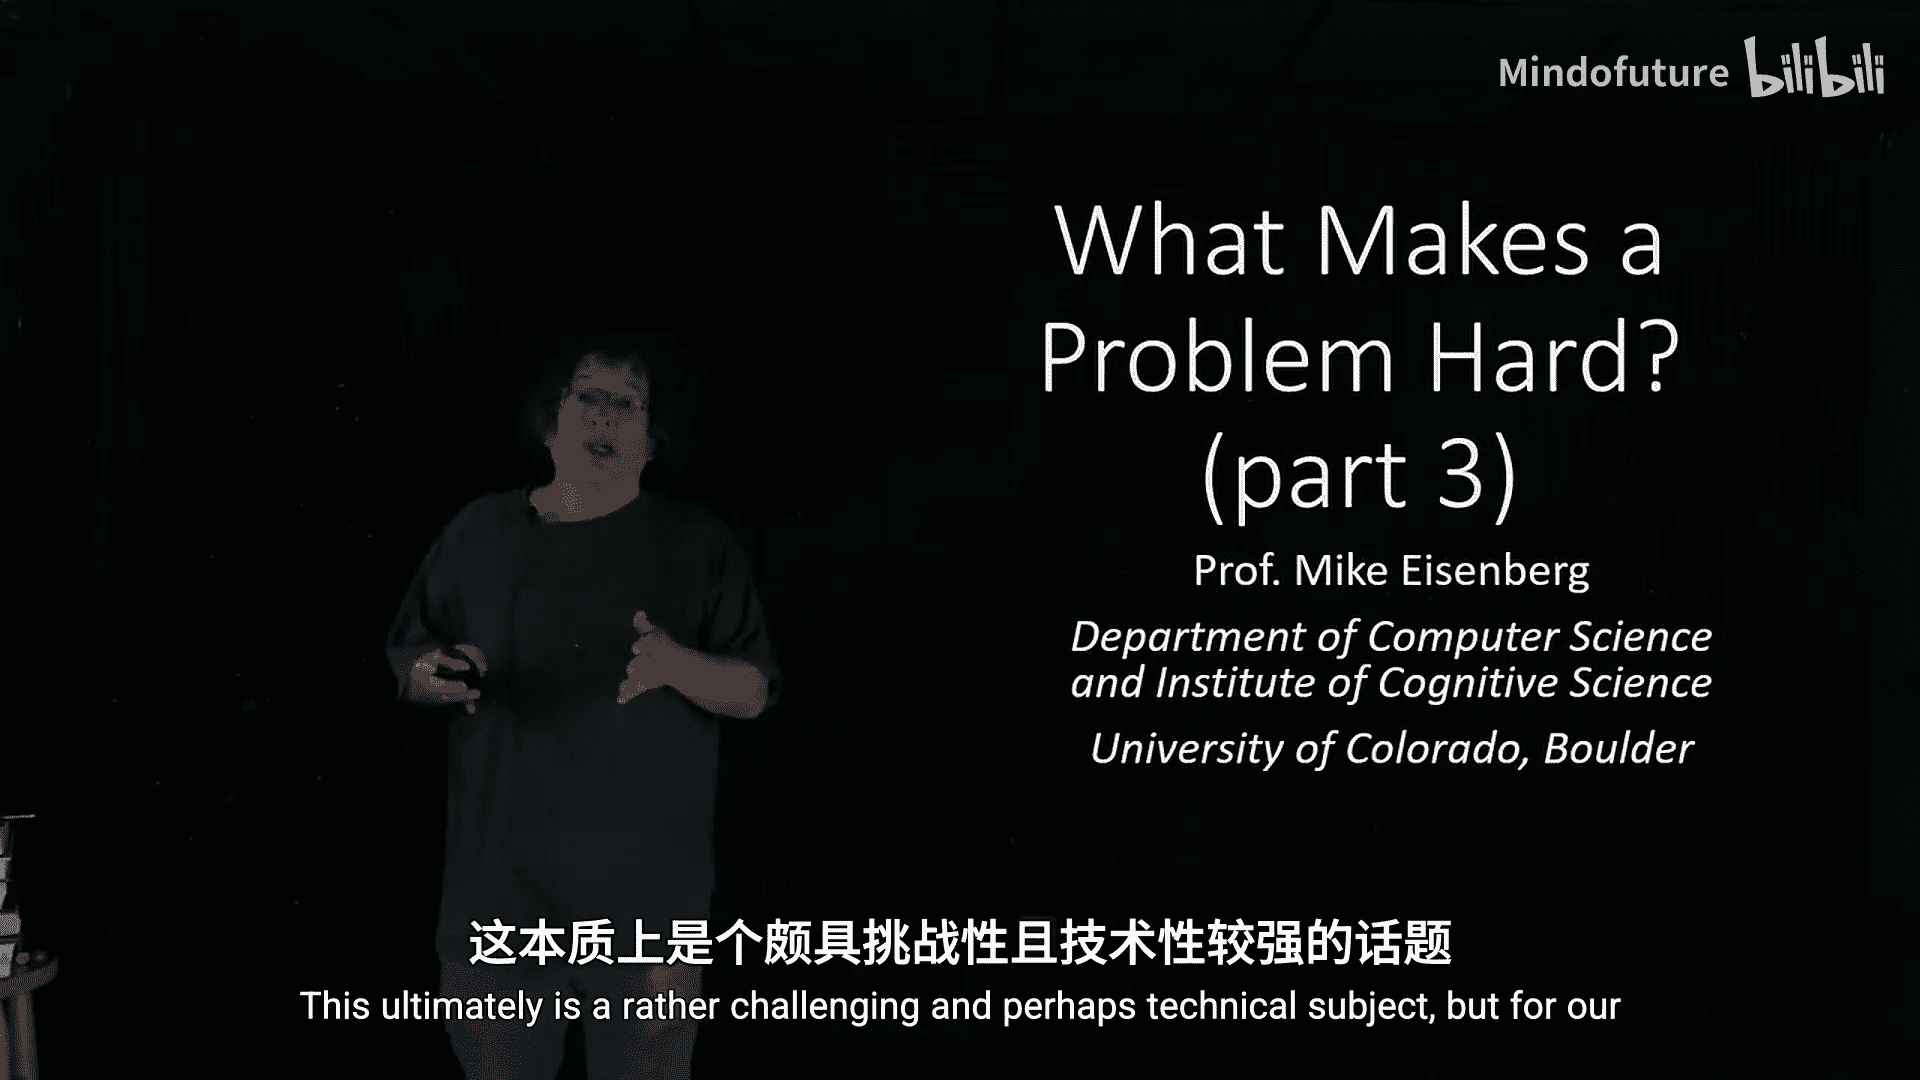 Mindofuture bilibili
What Makes a
Problem Hard?
(part 3)
Prof. Mike Eisenberg
Department of Computer Science
and Institute of Cognitive Science
University of Colorado, Boulder
这本质上是个颇具挑战性且技术性较强的话题
This ultimately is a rather challenging and perhaps technical subject, but for our